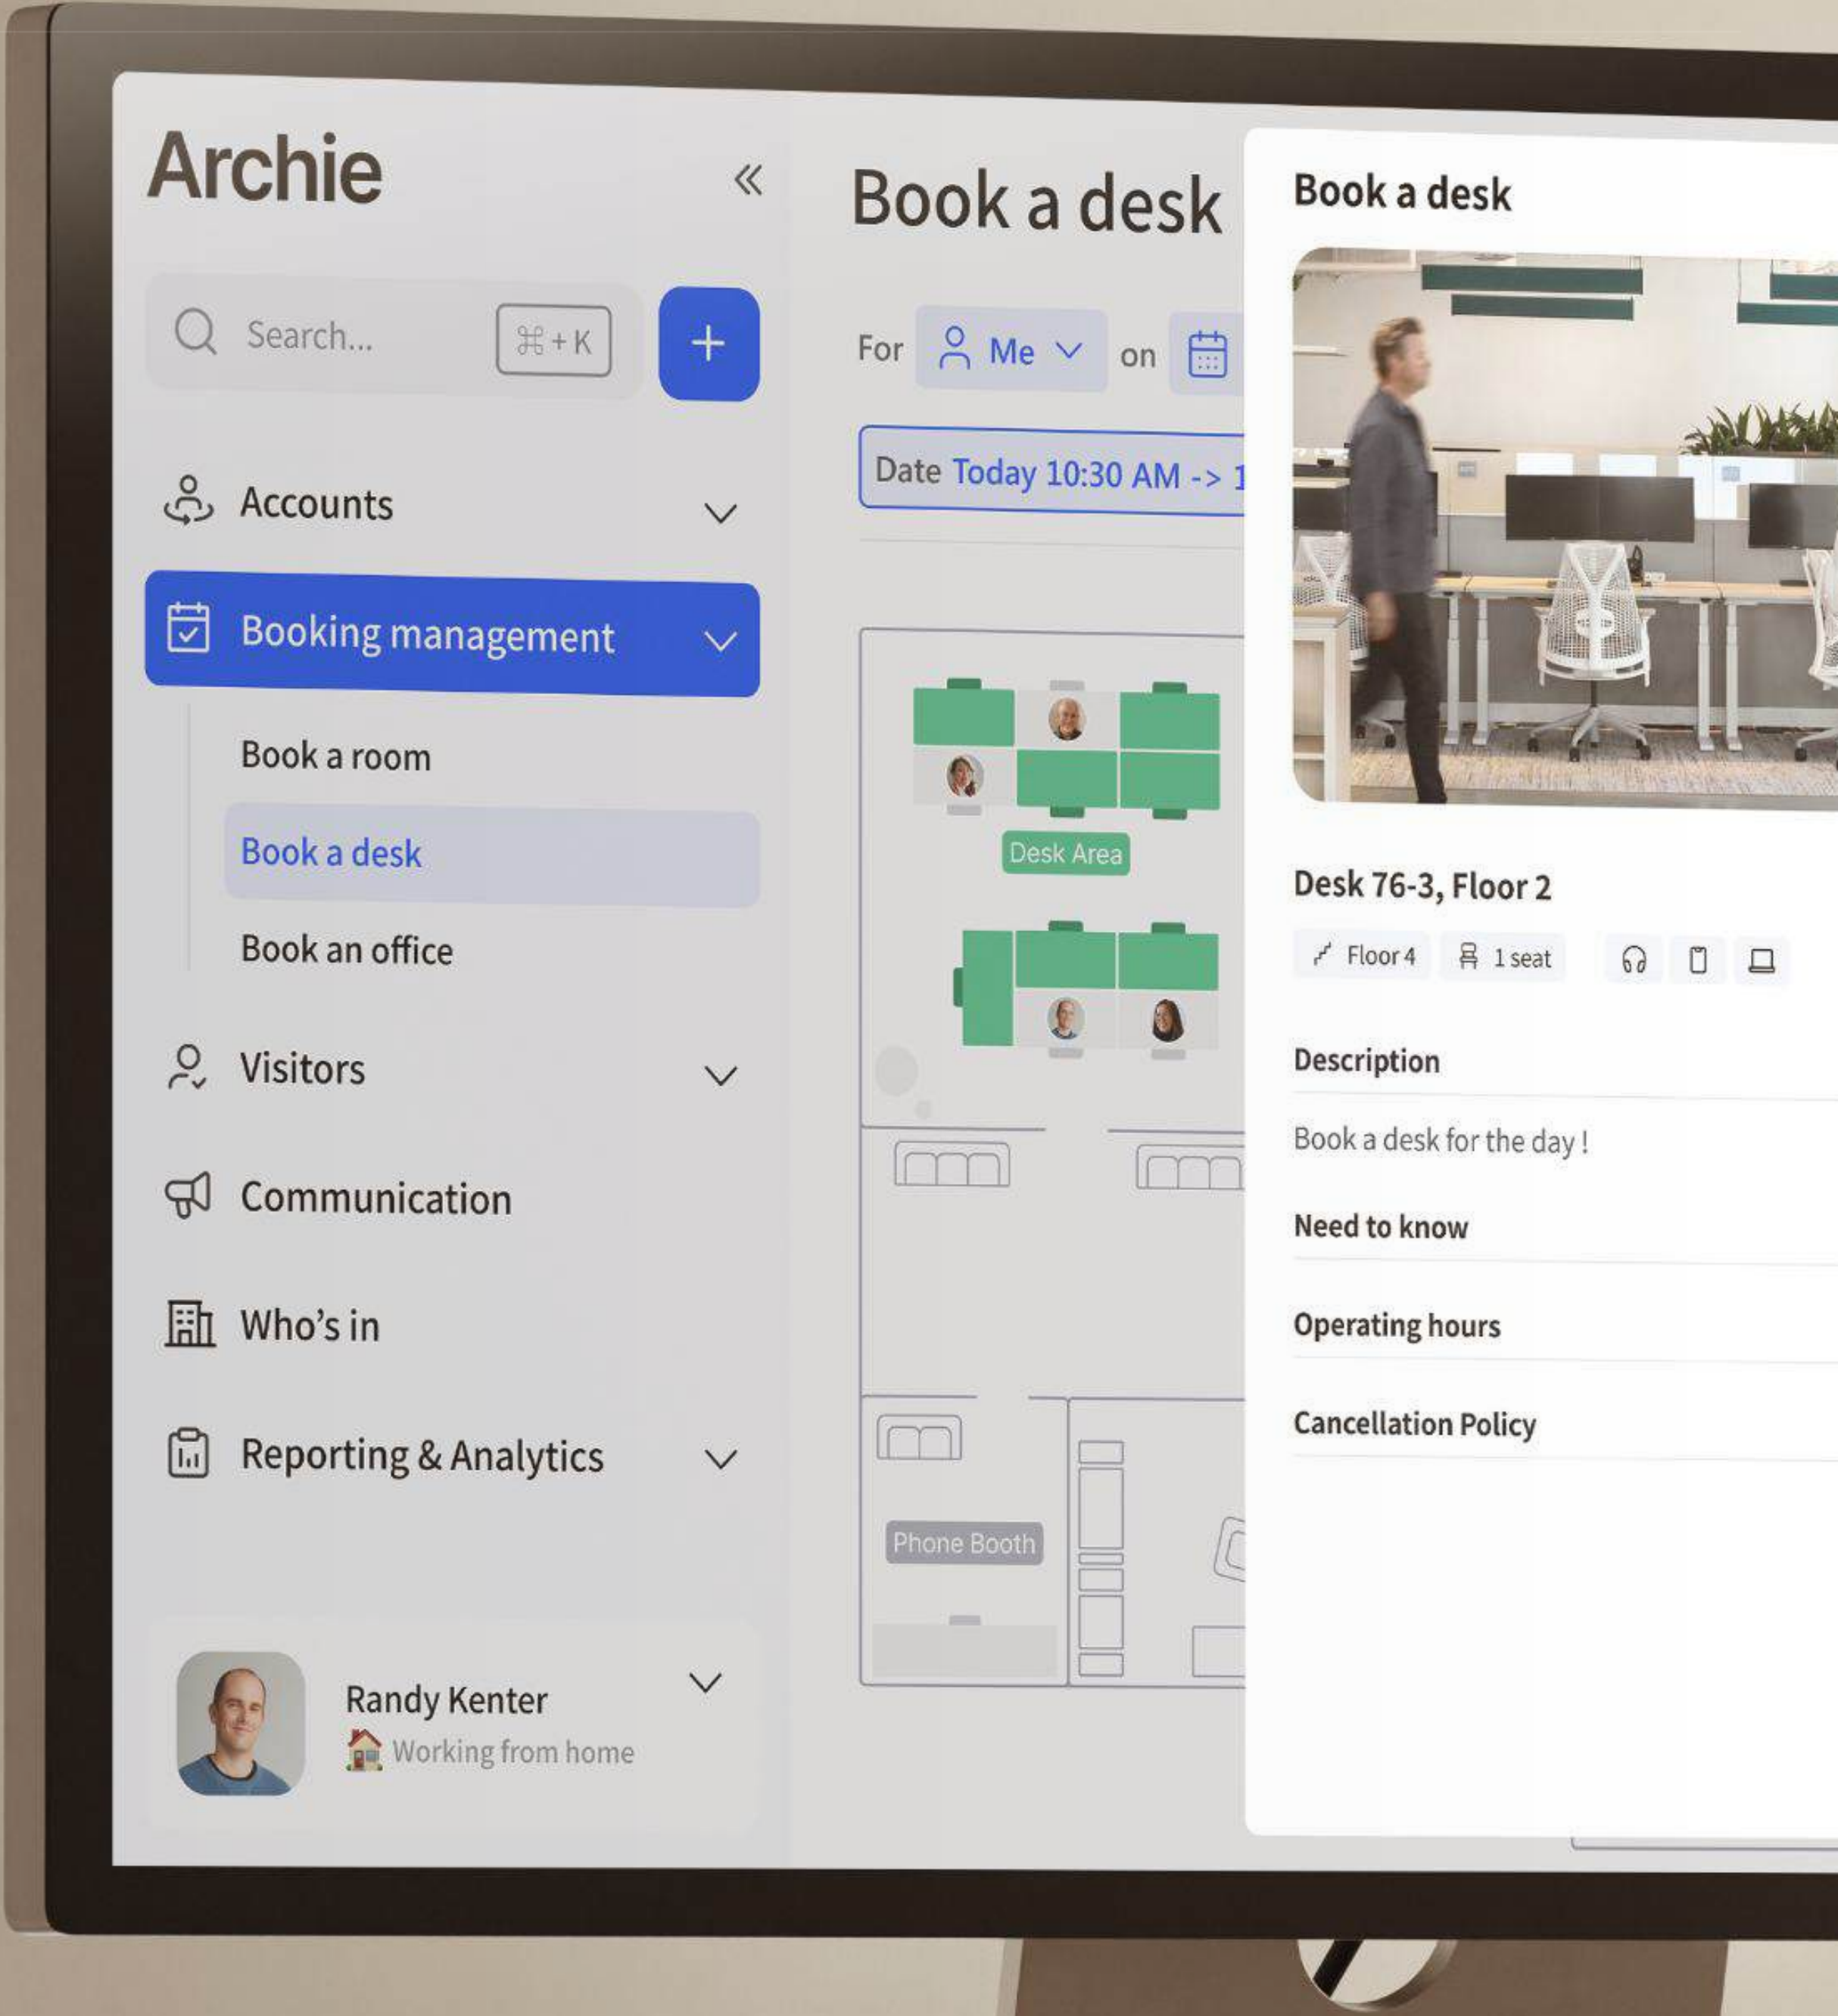 Archie
Search...
⌘ + K
Accounts
Booking management
Book a room
Book a desk
Book an office
Visitors
Communication
Who's in
Reporting & Analytics
Randy Kenter
Working from home
Book a desk
For Me on
Date Today 10:30 AM -> 1
Desk Area
Phone Booth
Book a desk
Desk 76-3, Floor 2
Floor 4
1 seat
Description
Book a desk for the day !
Need to know
Operating hours
Cancellation Policy